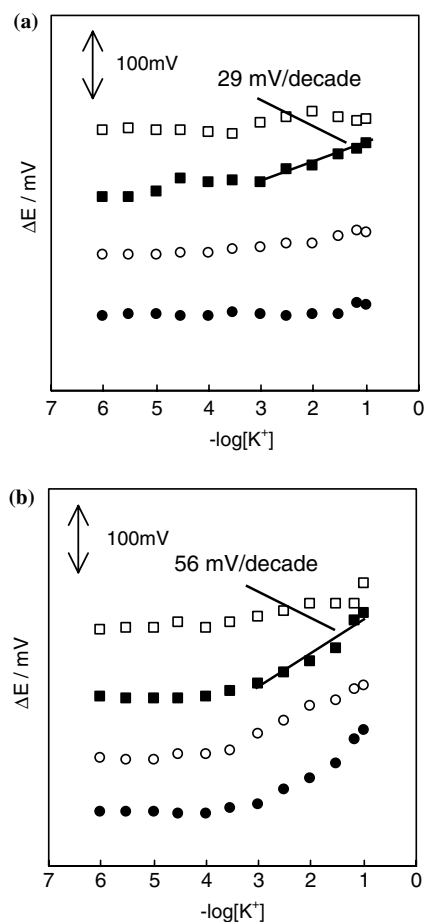 (a)
100mV
29 mV/decade
ΔE / mV
7 6 5 4 3 2 1 0
-log[K⁺]
(b)
100mV
56 mV/decade
ΔE / mV
7 6 5 4 3 2 1 0
-log[K⁺]